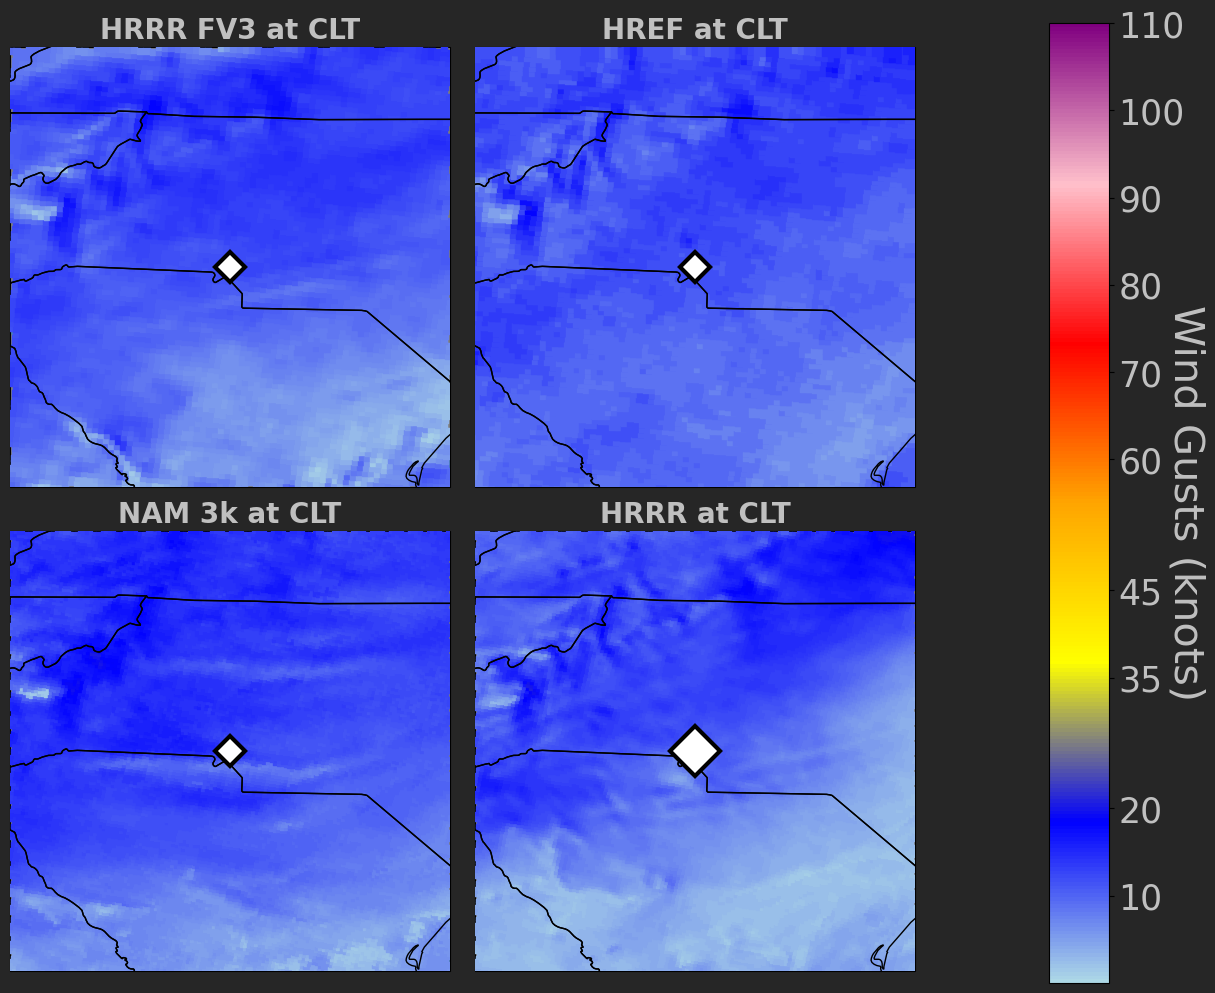 HRRR FV3 at CLT
HREF at CLT
NAM 3k at CLT
HRRR at CLT
110
100
90
80
70
60
45
35
20
10
Wind Gusts (knots)